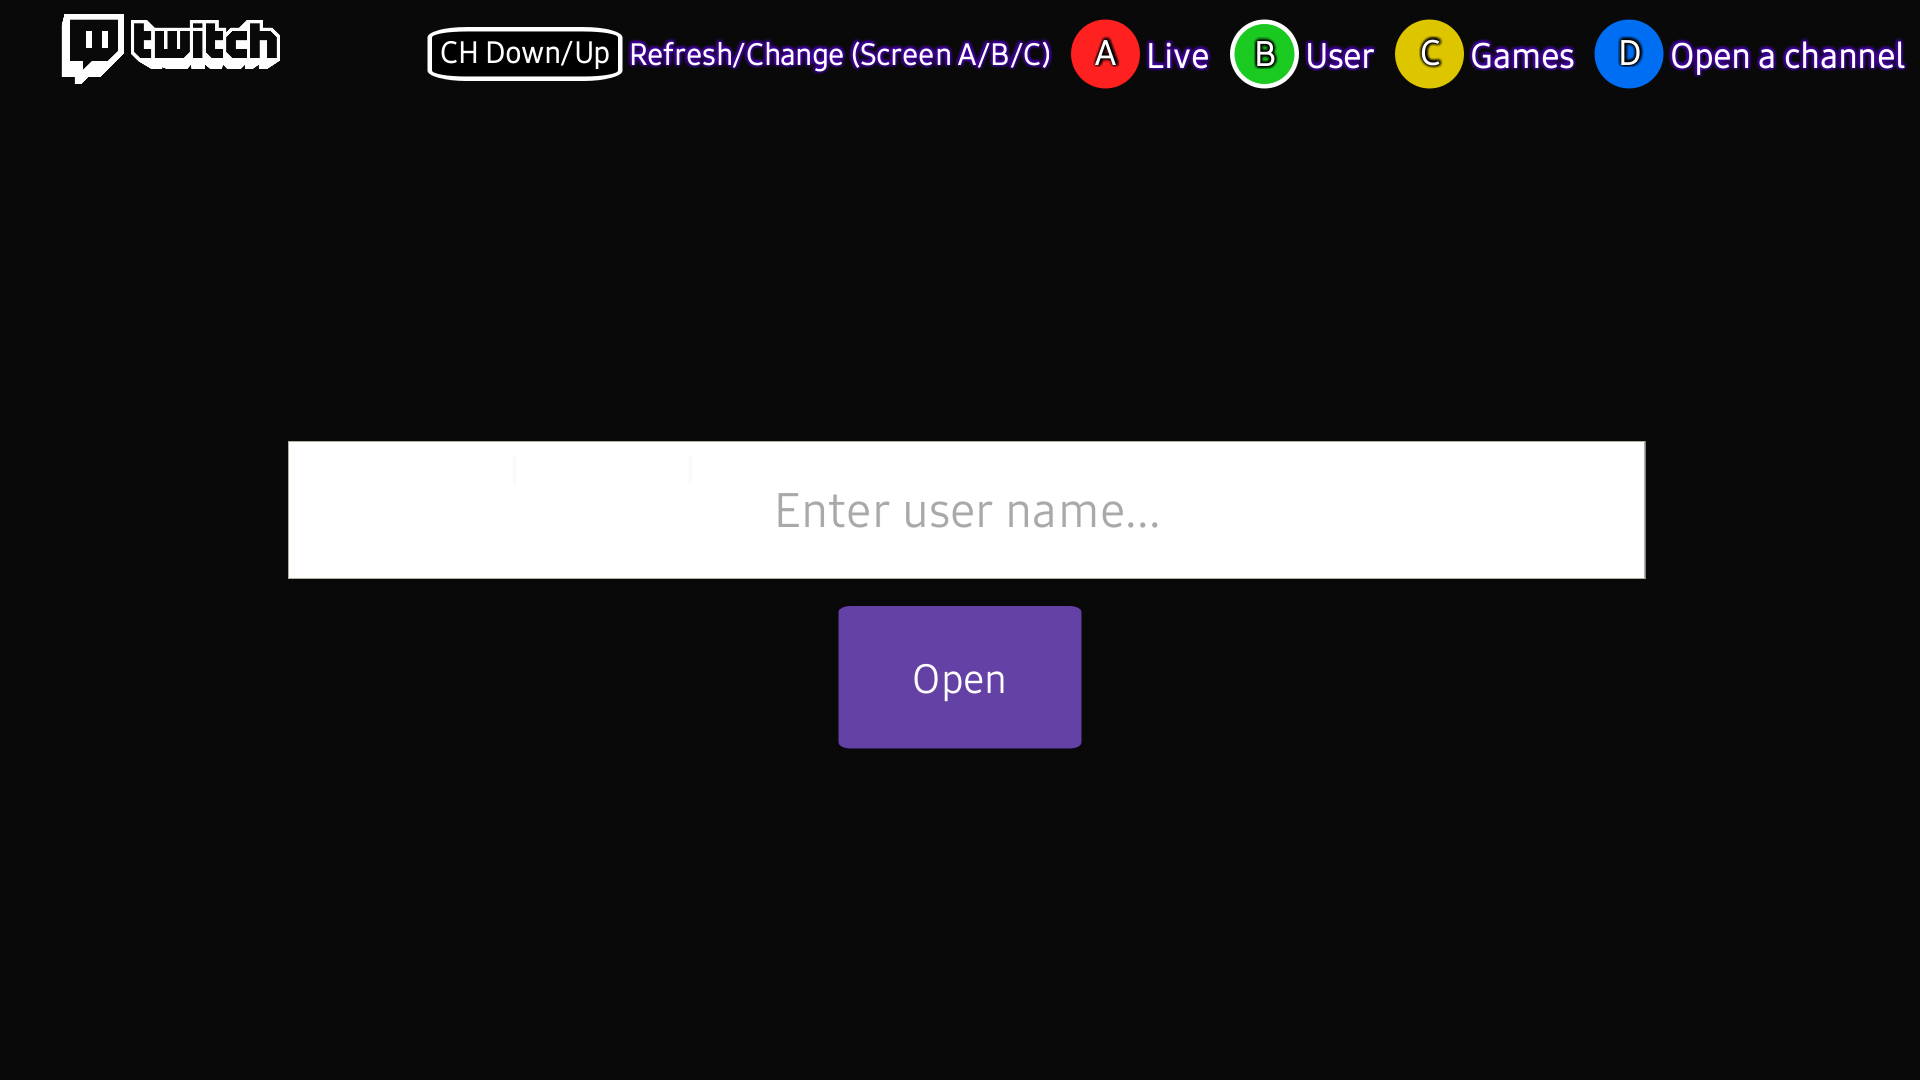 twitch CH Down/Up Refresh/Change (Screen A/B/C) A Live B User C Games D Open a channel
Enter user name...
Open